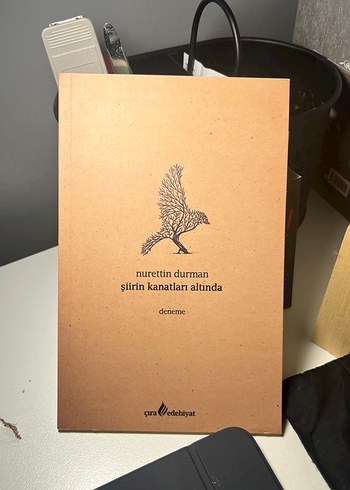 nurettin durman
şiirin kanatları altında
deneme
çıra edebiyat